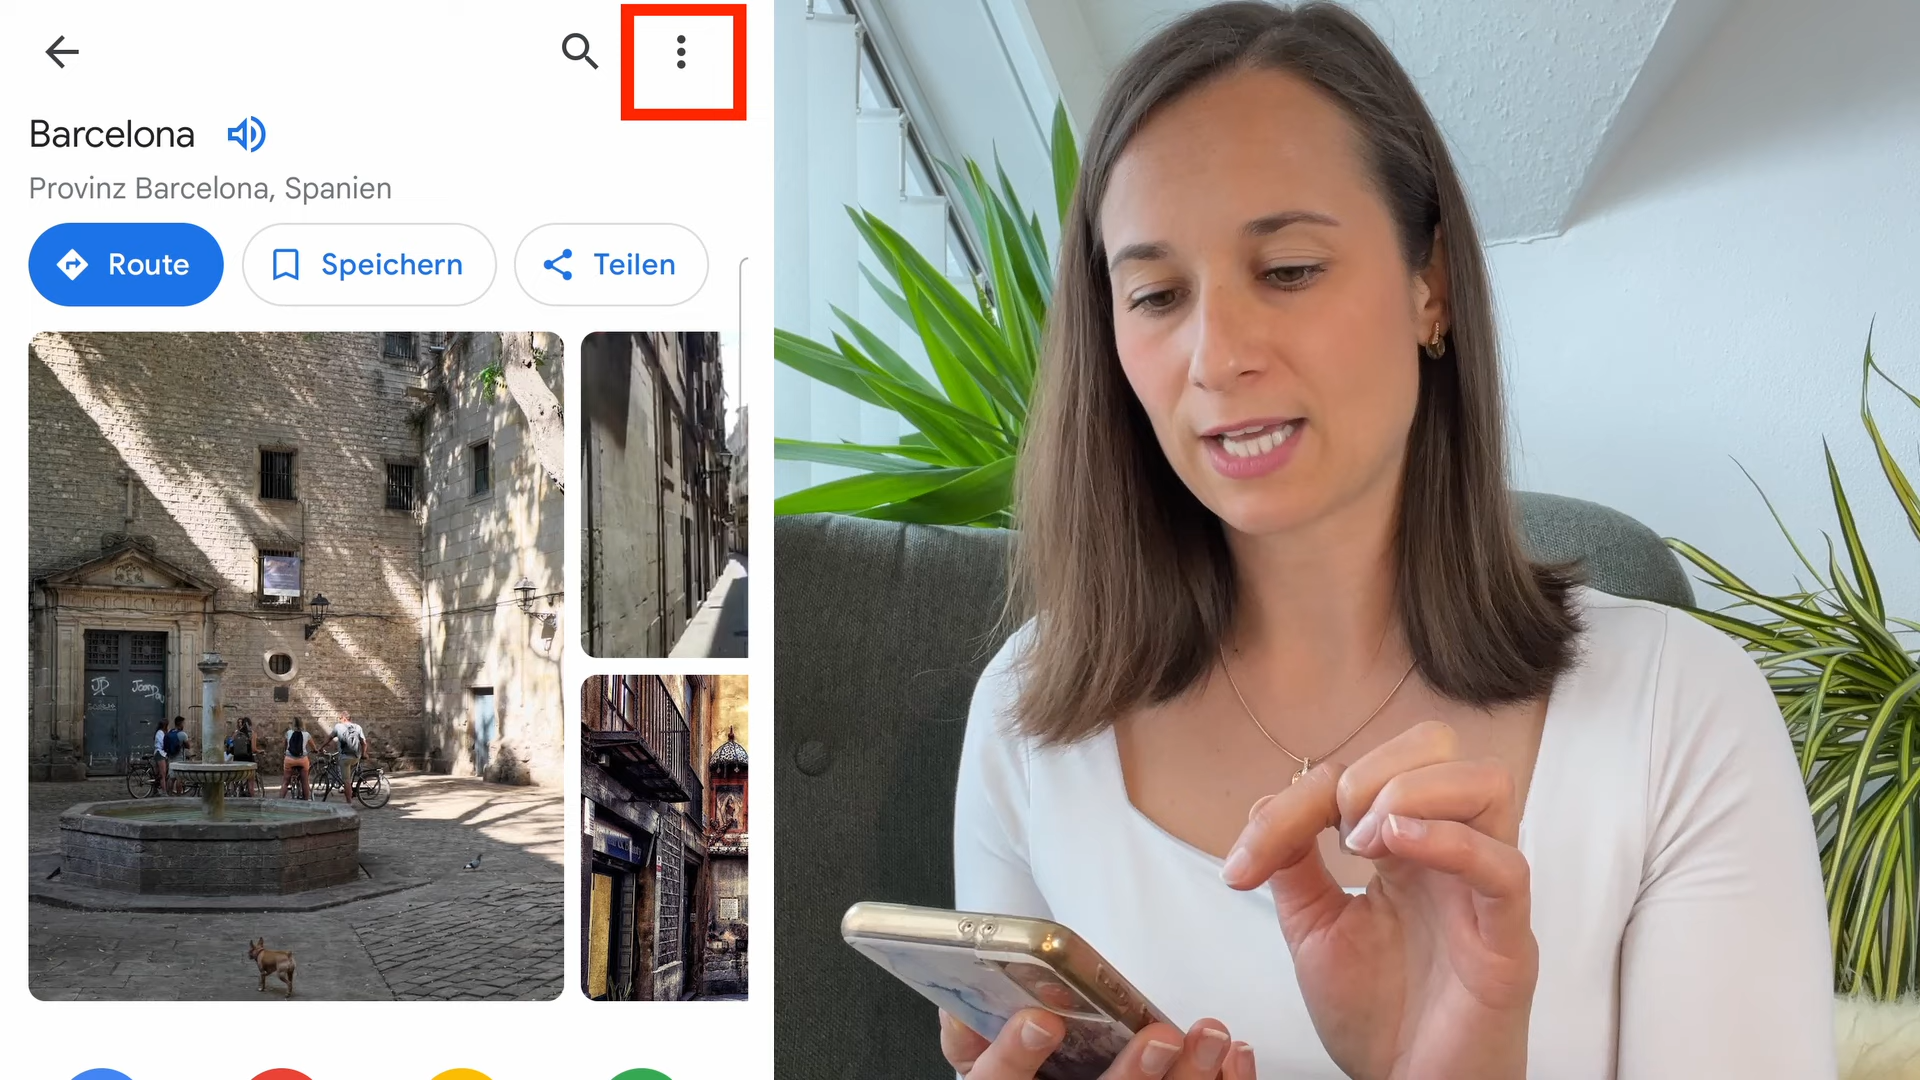 Barcelona
Provinz Barcelona, Spanien
Route
Speichern
Teilen